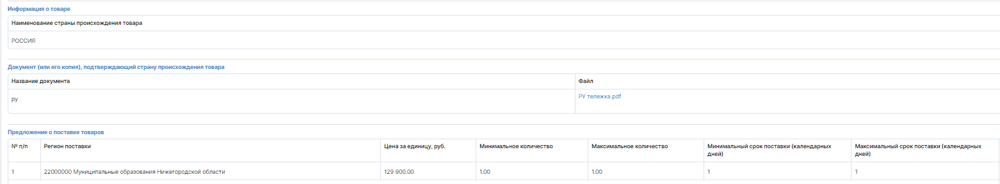 Информация о товаре
Наименование страны происхождения товара
РОССИЯ
Документ (или его копия), подтверждающий страну происхождения товара
Название документа Файл
ру РУ тележка.pdf
Предложение о поставке товаров
№ п/п Регион поставки Цена за единицу, руб. Минимальное количество Максимальное количество Минимальный срок поставки (календарных дней) Максимальный срок поставки (календарных дней)
1 22000000 Муниципальные образования Нижегородской области 129 900.00 1.00 1.00 1 1